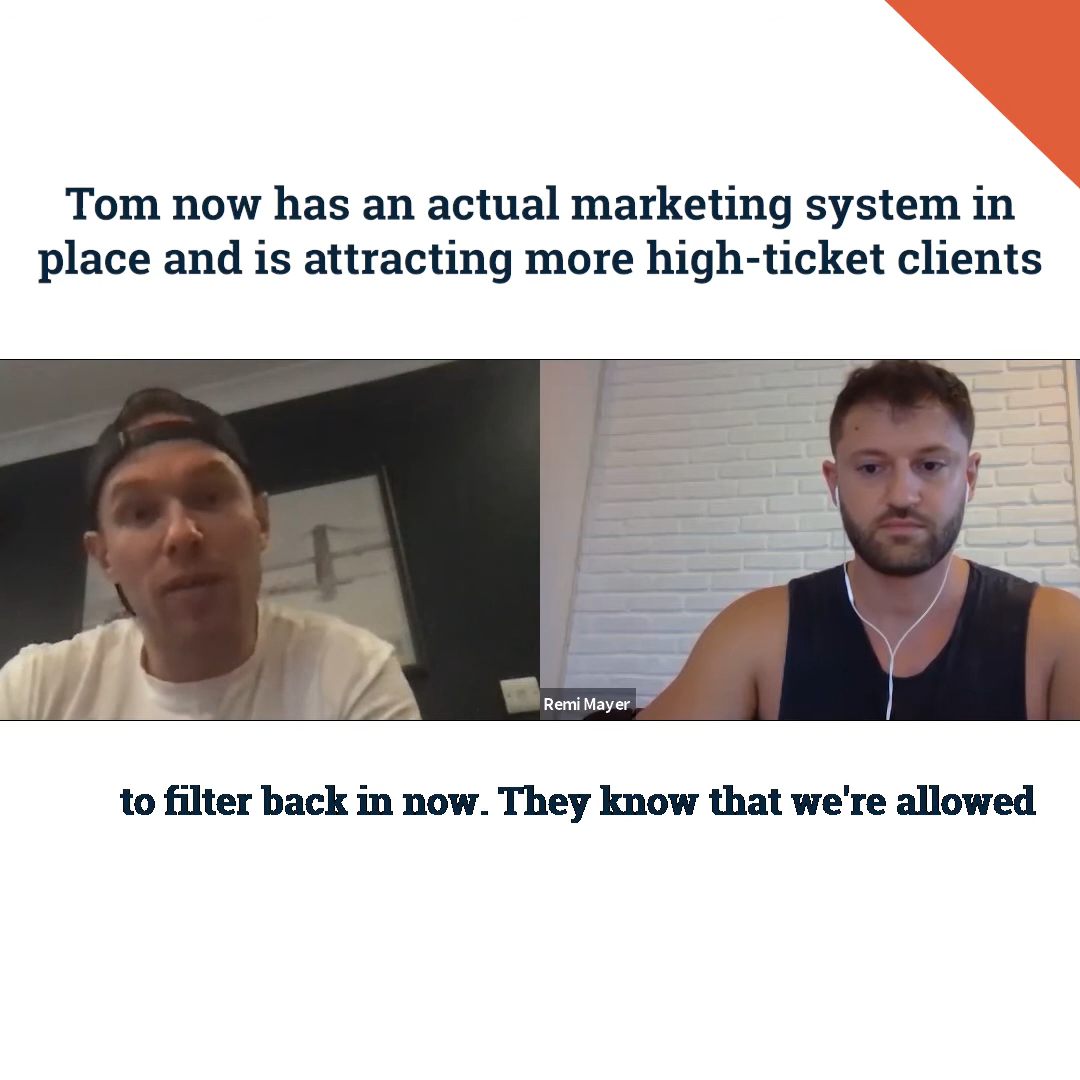 Tom now has an actual marketing system in
place and is attracting more high-ticket clients
Remi Mayer
to filter back in now. They know that we're allowed